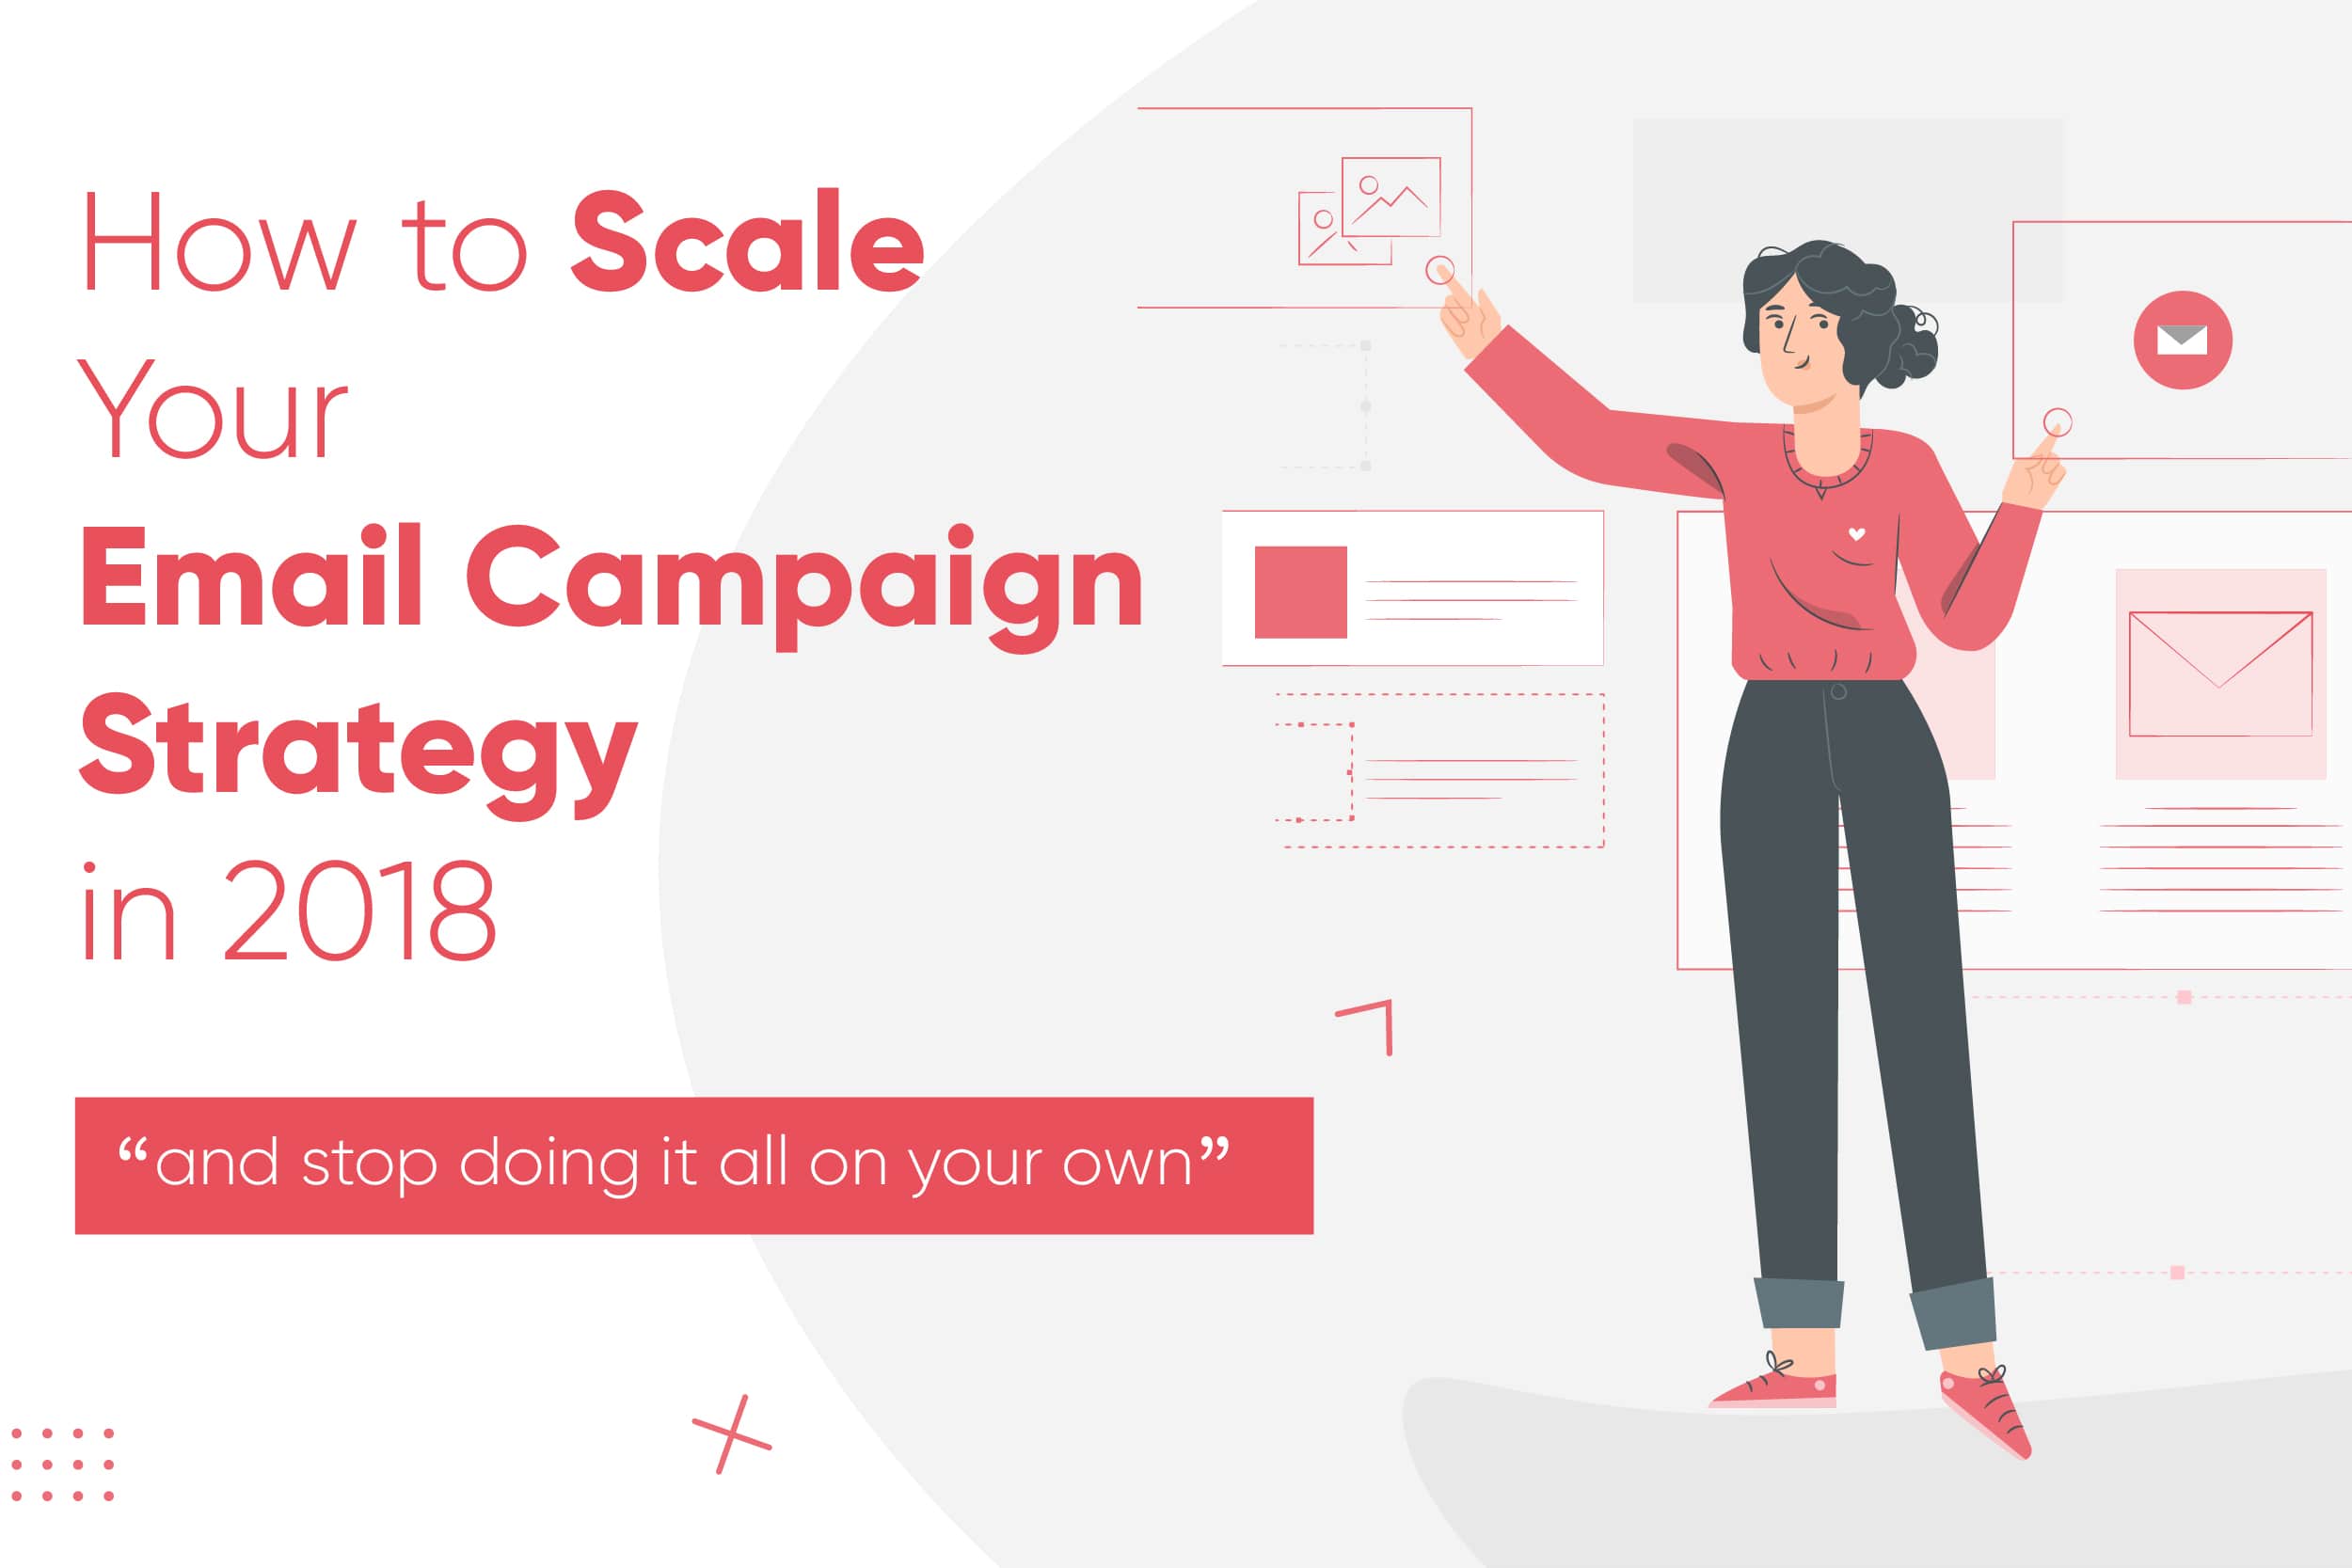 How to Scale
Your
Email Campaign
Strategy
in 2018
“and stop doing it all on your own”